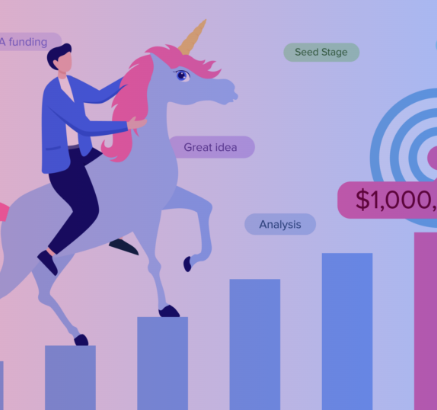 A funding
Seed Stage
Great idea
$1,000,
Analysis